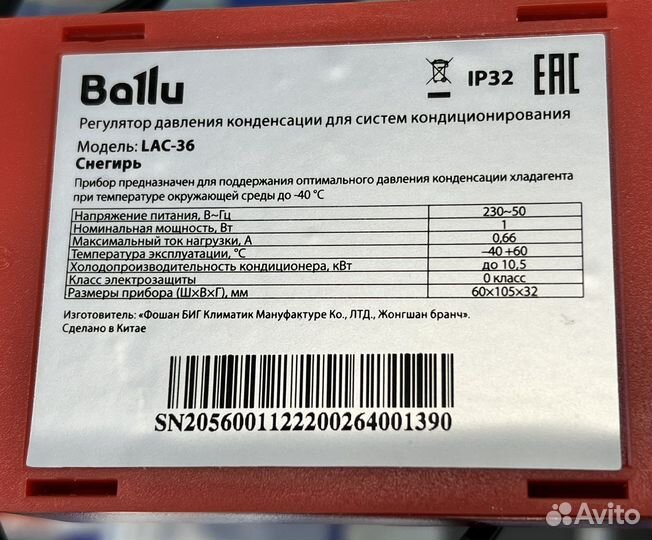 Ballu IP32 EAC
Регулятор давления конденсации для систем кондиционирования
Модель: LAC-36
Снегирь
Прибор предназначен для поддержания оптимального давления конденсации хладагента
при температуре окружающей среды до -40 °C
Напряжение питания, В~Гц 230~50
Номинальная мощность, Вт 1
Максимальный ток нагрузки, А 0,66
Температура эксплуатации, °C –40 +60
Холодопроизводительность кондиционера, кВт до 10,5
Класс электрозащиты 0 класс
Размеры прибора (Ш×В×Г), мм 60×105×32
Изготовитель: «Фошан БИГ Климатик Мануфактуре Ко., ЛТД., Жонгшан бранч».
Сделано в Китае
SN2056001122200264001390
Avito